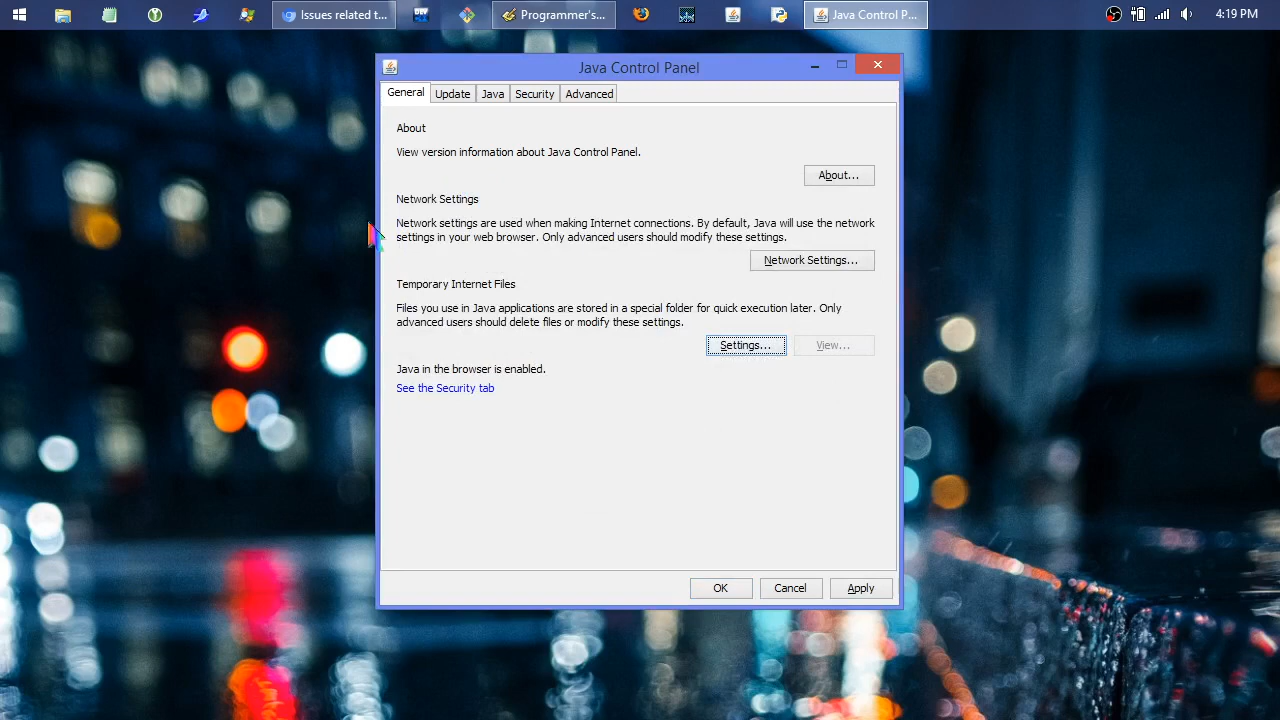 Issues related t...
Programmer's...
Java Control P...
4:19 PM
Java Control Panel
General
Update
Java
Security
Advanced
About
View version information about Java Control Panel.
About...
Network Settings
Network settings are used when making Internet connections. By default, Java will use the network
settings in your web browser. Only advanced users should modify these settings.
Network Settings...
Temporary Internet Files
Files you use in Java applications are stored in a special folder for quick execution later. Only
advanced users should delete files or modify these settings.
Settings...
View...
Java in the browser is enabled.
See the Security tab
OK
Cancel
Apply